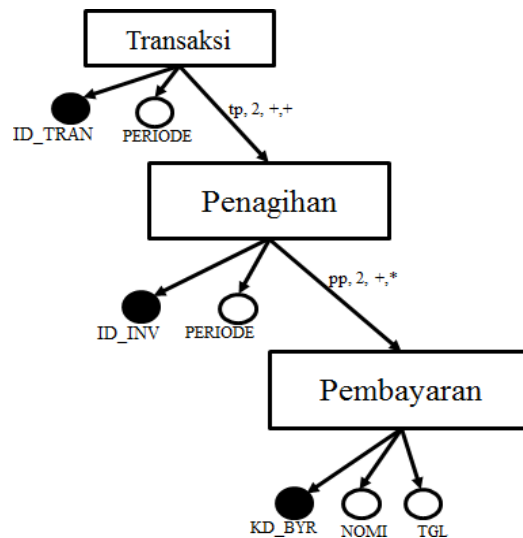 Transaksi
ID_TRAN
PERIODE
tp, 2, +,+
Penagihan
ID_INV
PERIODE
pp, 2, +,*
Pembayaran
KD_BYR
NOMI
TGL